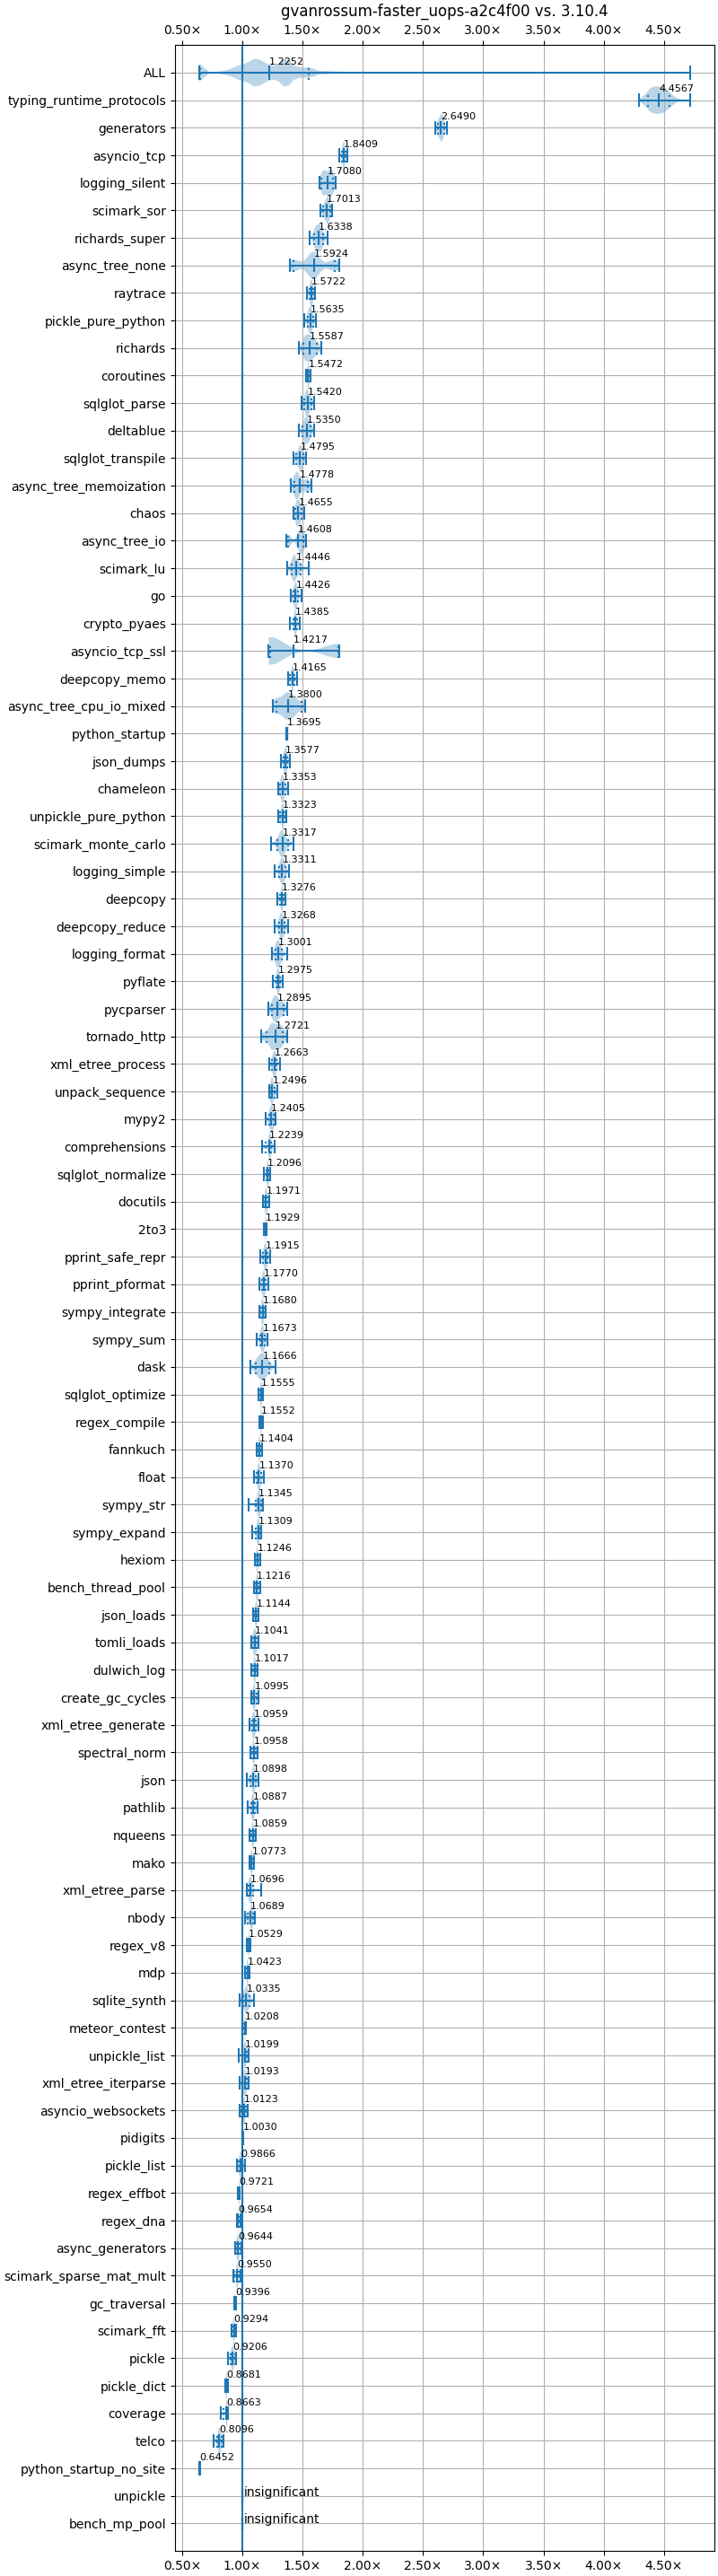 gvanrossum-faster_uops-a2c4f00 vs. 3.10.4
0.50× 1.00× 1.50× 2.00× 2.50× 3.00× 3.50× 4.00× 4.50×
ALL 1.2252
typing_runtime_protocols 4.4567
generators 2.6490
asyncio_tcp 1.8409
logging_silent 1.7080
scimark_sor 1.7013
richards_super 1.6338
async_tree_none 1.5924
raytrace 1.5722
pickle_pure_python 1.5635
richards 1.5587
coroutines 1.5472
sqlglot_parse 1.5420
deltablue 1.5350
sqlglot_transpile 1.4795
async_tree_memoization 1.4778
chaos 1.4655
async_tree_io 1.4608
scimark_lu 1.4446
go 1.4426
crypto_pyaes 1.4385
asyncio_tcp_ssl 1.4217
deepcopy_memo 1.4165
async_tree_cpu_io_mixed 1.3800
python_startup 1.3695
json_dumps 1.3577
chameleon 1.3353
unpickle_pure_python 1.3323
scimark_monte_carlo 1.3317
logging_simple 1.3311
deepcopy 1.3276
deepcopy_reduce 1.3268
logging_format 1.3001
pyflate 1.2975
pycparser 1.2895
tornado_http 1.2721
xml_etree_process 1.2663
unpack_sequence 1.2496
mypy2 1.2405
comprehensions 1.2239
sqlglot_normalize 1.2096
docutils 1.1971
2to3 1.1929
pprint_safe_repr 1.1915
pprint_pformat 1.1770
sympy_integrate 1.1680
sympy_sum 1.1673
dask 1.1666
sqlglot_optimize 1.1555
regex_compile 1.1552
fannkuch 1.1404
float 1.1370
sympy_str 1.1345
sympy_expand 1.1309
hexiom 1.1246
bench_thread_pool 1.1216
json_loads 1.1144
tomli_loads 1.1041
dulwich_log 1.1017
create_gc_cycles 1.0995
xml_etree_generate 1.0959
spectral_norm 1.0958
json 1.0898
pathlib 1.0887
nqueens 1.0859
mako 1.0773
xml_etree_parse 1.0696
nbody 1.0689
regex_v8 1.0529
mdp 1.0423
sqlite_synth 1.0335
meteor_contest 1.0208
unpickle_list 1.0199
xml_etree_iterparse 1.0193
asyncio_websockets 1.0123
pidigits 1.0030
pickle_list 0.9866
regex_effbot 0.9721
regex_dna 0.9654
async_generators 0.9644
scimark_sparse_mat_mult 0.9550
gc_traversal 0.9396
scimark_fft 0.9294
pickle 0.9206
pickle_dict 0.8681
coverage 0.8663
telco 0.8096
python_startup_no_site 0.6452
unpickle insignificant
bench_mp_pool insignificant
0.50× 1.00× 1.50× 2.00× 2.50× 3.00× 3.50× 4.00× 4.50×